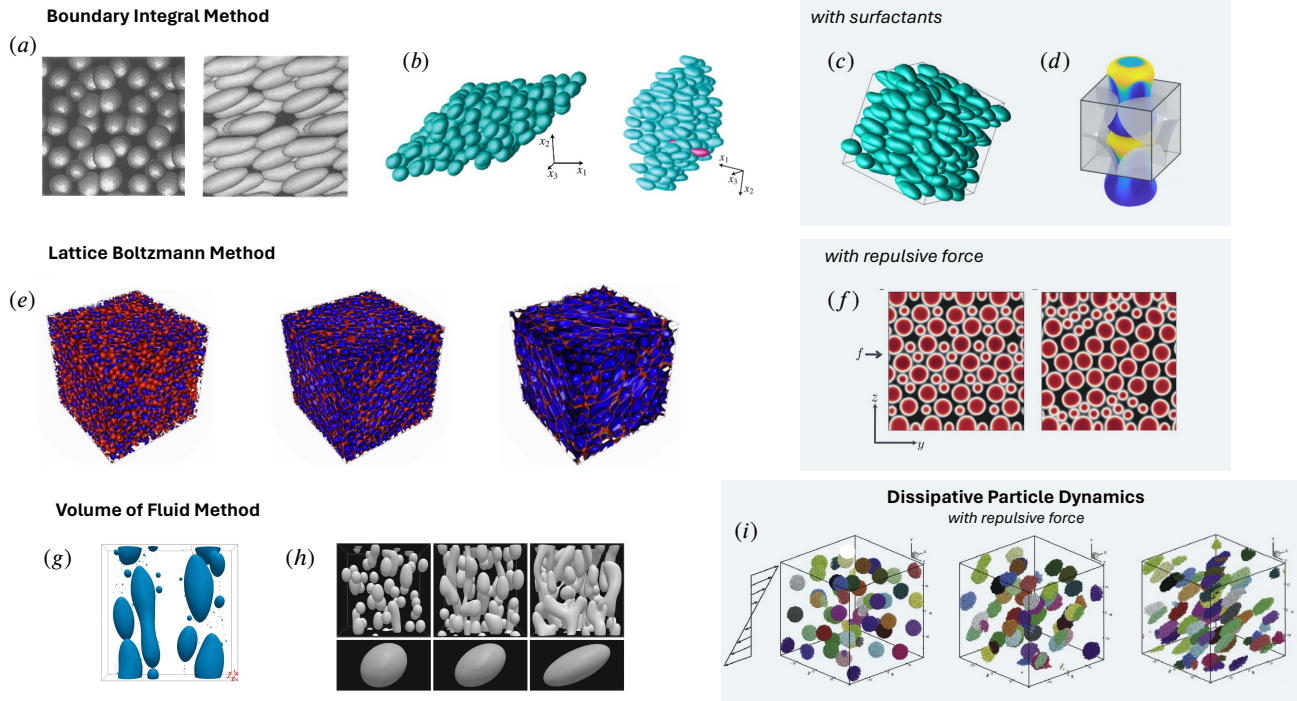 Boundary Integral Method
with surfactants
(a)
(b)
x2
x3
x1
x1
x3
x2
(c)
(d)
Lattice Boltzmann Method
with repulsive force
(e)
(f)
f
z
y
Volume of Fluid Method
Dissipative Particle Dynamics
with repulsive force
(g)
(h)
(i)